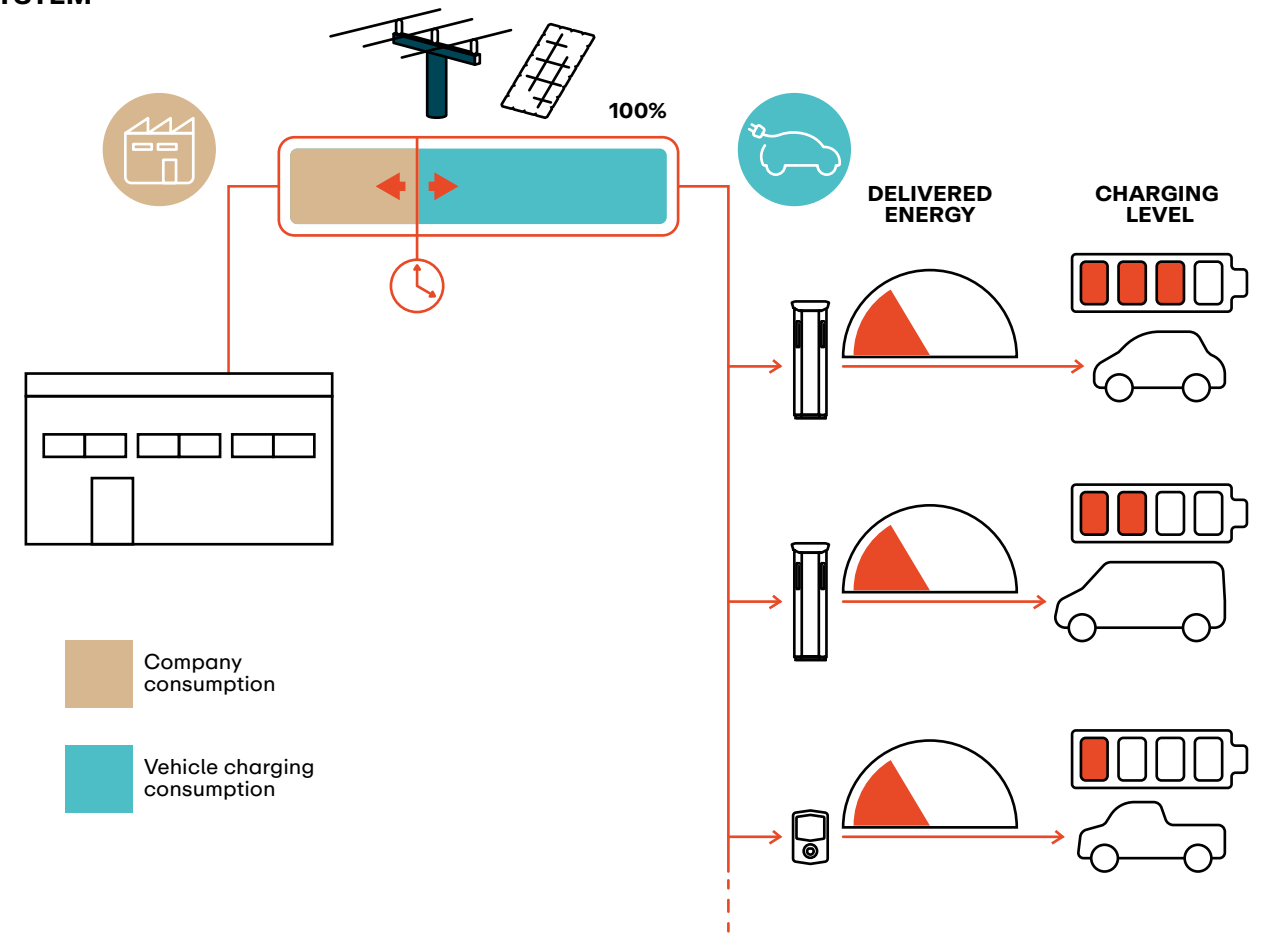 100%
DELIVERED
ENERGY
CHARGING
LEVEL
Company
consumption
Vehicle charging
consumption